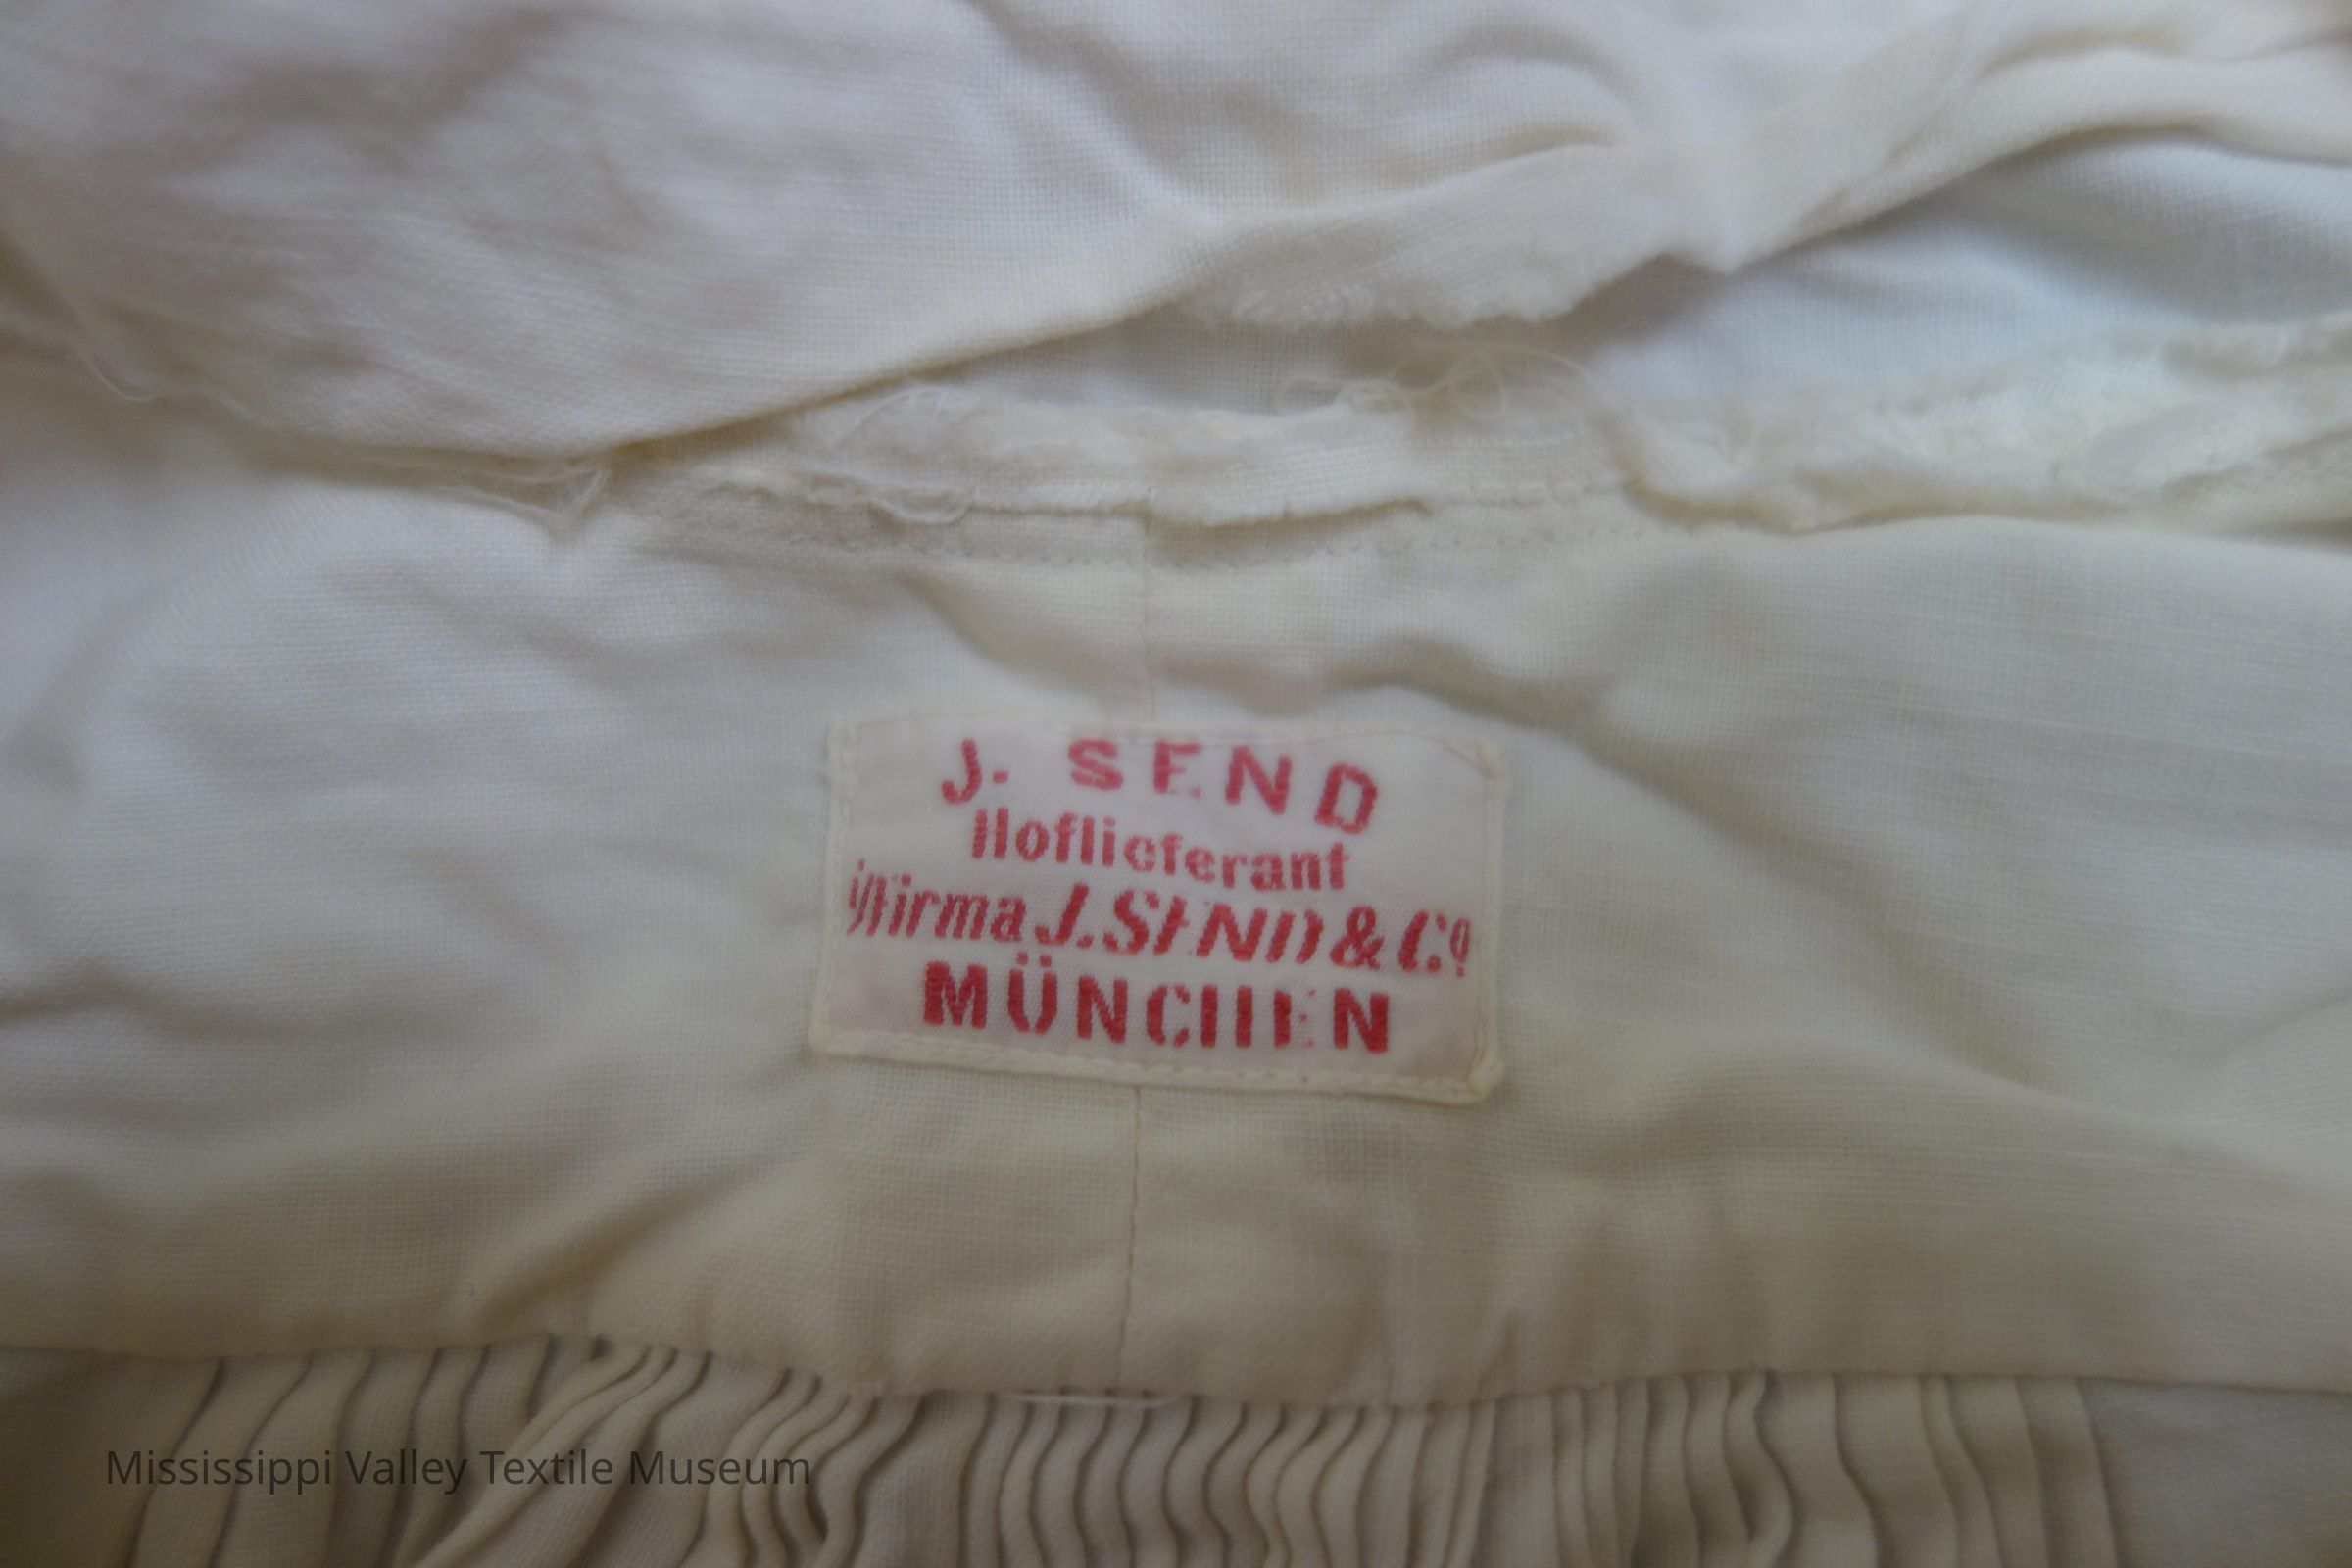 J. SEND
Hoflieferant
i/Firma J. SEND & Co
MÜNCHEN
Mississippi Valley Textile Museum